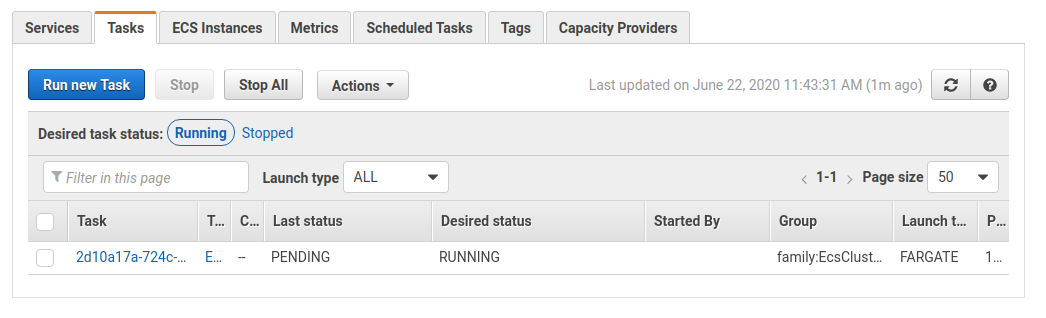 Services Tasks ECS Instances Metrics Scheduled Tasks Tags Capacity Providers
Run new Task Stop Stop All Actions Last updated on June 22, 2020 11:43:31 AM (1m ago)
Desired task status: Running Stopped
Filter in this page Launch type ALL 1-1 Page size 50
Task T... C... Last status Desired status Started By Group Launch t... P...
2d10a17a-724c-... E... -- PENDING RUNNING family:EcsClust... FARGATE 1...